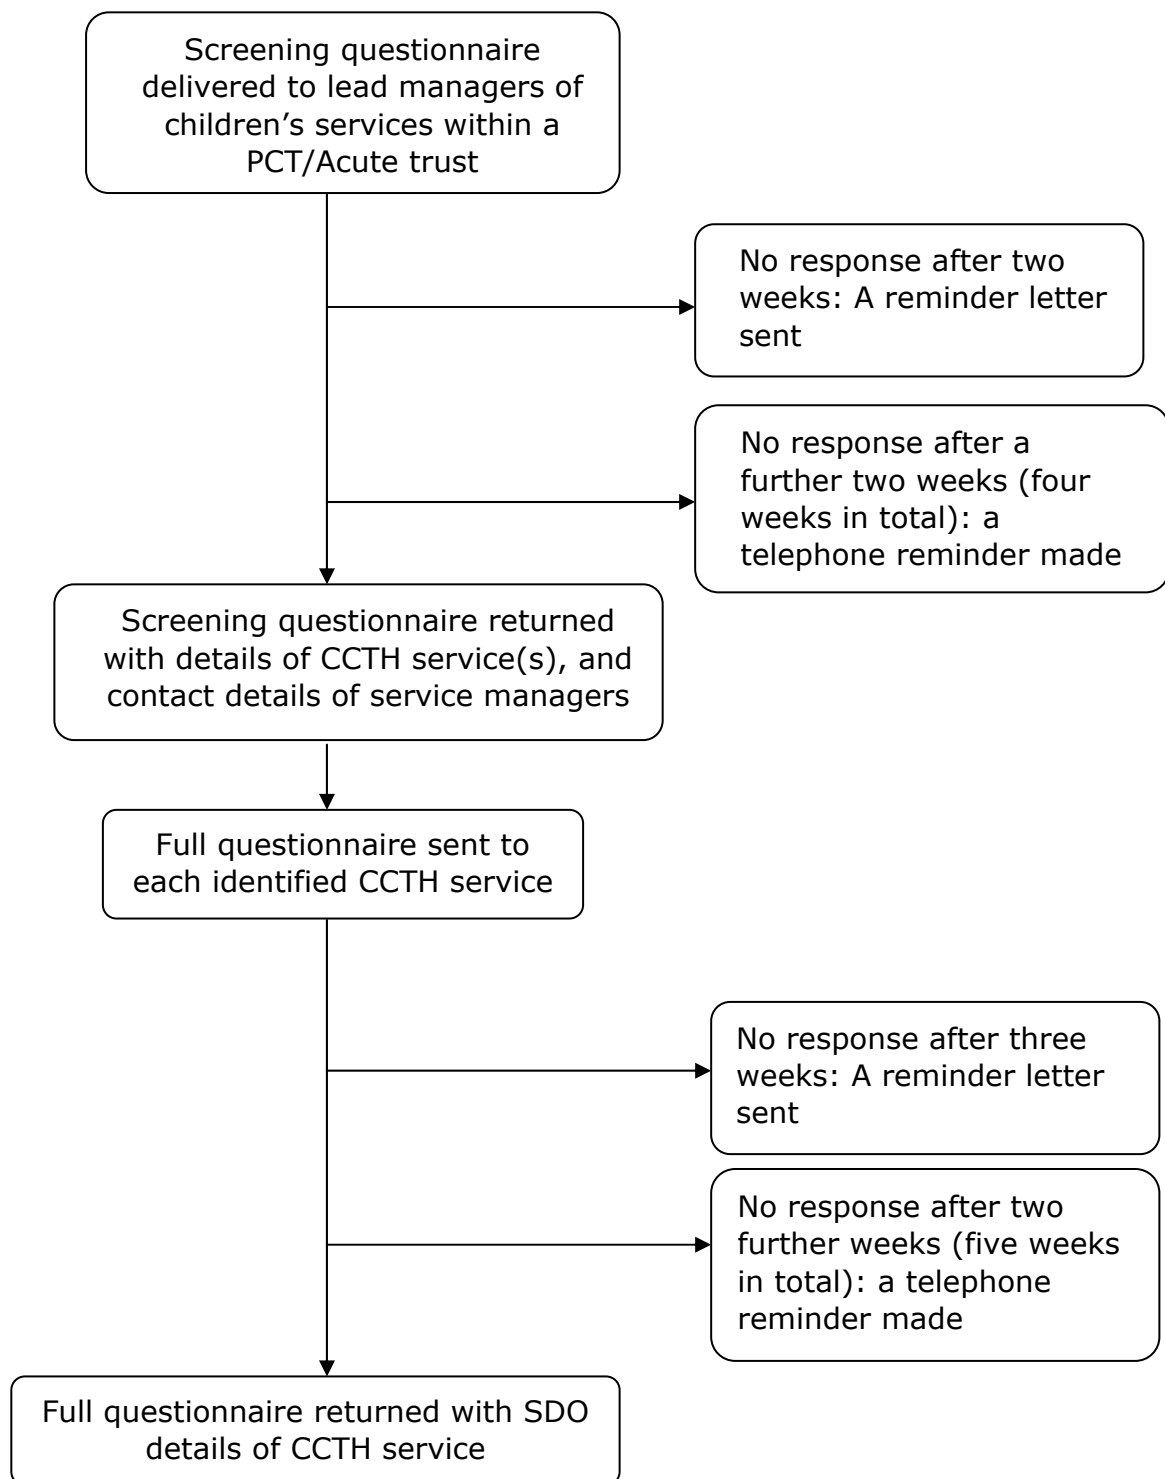 Screening questionnaire
delivered to lead managers of
children’s services within a
PCT/Acute trust
No response after two
weeks: A reminder letter
sent
No response after a
further two weeks (four
weeks in total): a
telephone reminder made
Screening questionnaire returned
with details of CCTH service(s), and
contact details of service managers
Full questionnaire sent to
each identified CCTH service
No response after three
weeks: A reminder letter
sent
No response after two
further weeks (five weeks
in total): a telephone
reminder made
Full questionnaire returned with SDO
details of CCTH service